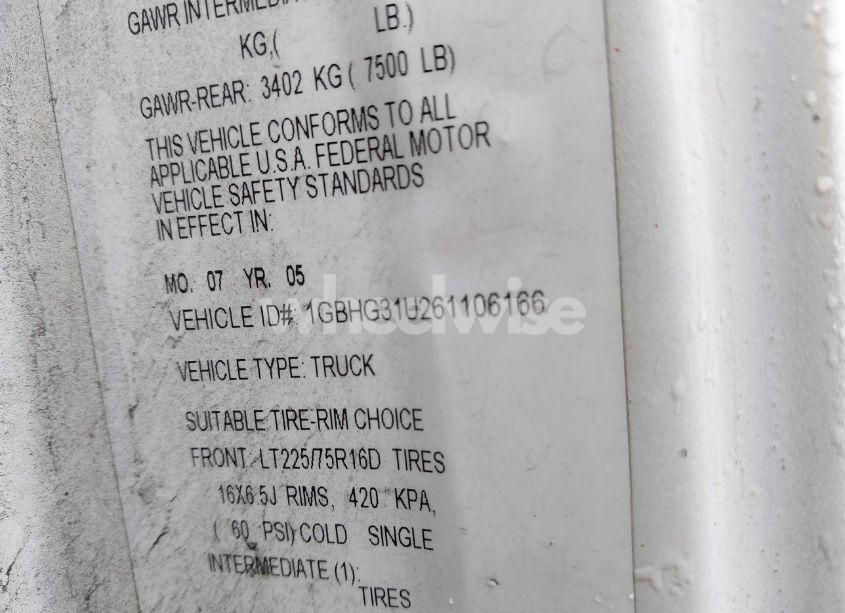 GAWR INTERMEDIA
KG,( LB.)
GAWR-REAR: 3402 KG ( 7500 LB)
THIS VEHICLE CONFORMS TO ALL
APPLICABLE U.S.A. FEDERAL MOTOR
VEHICLE SAFETY STANDARDS
IN EFFECT IN:
MO. 07 YR. 05
VEHICLE ID#: 1GBHG31U261106166
wheelwise
VEHICLE TYPE: TRUCK
SUITABLE TIRE-RIM CHOICE
FRONT: LT225/75R16D TIRES
16X6.5J RIMS, 420 KPA,
( 60 PSI) COLD SINGLE
INTERMEDIATE (1):
TIRES